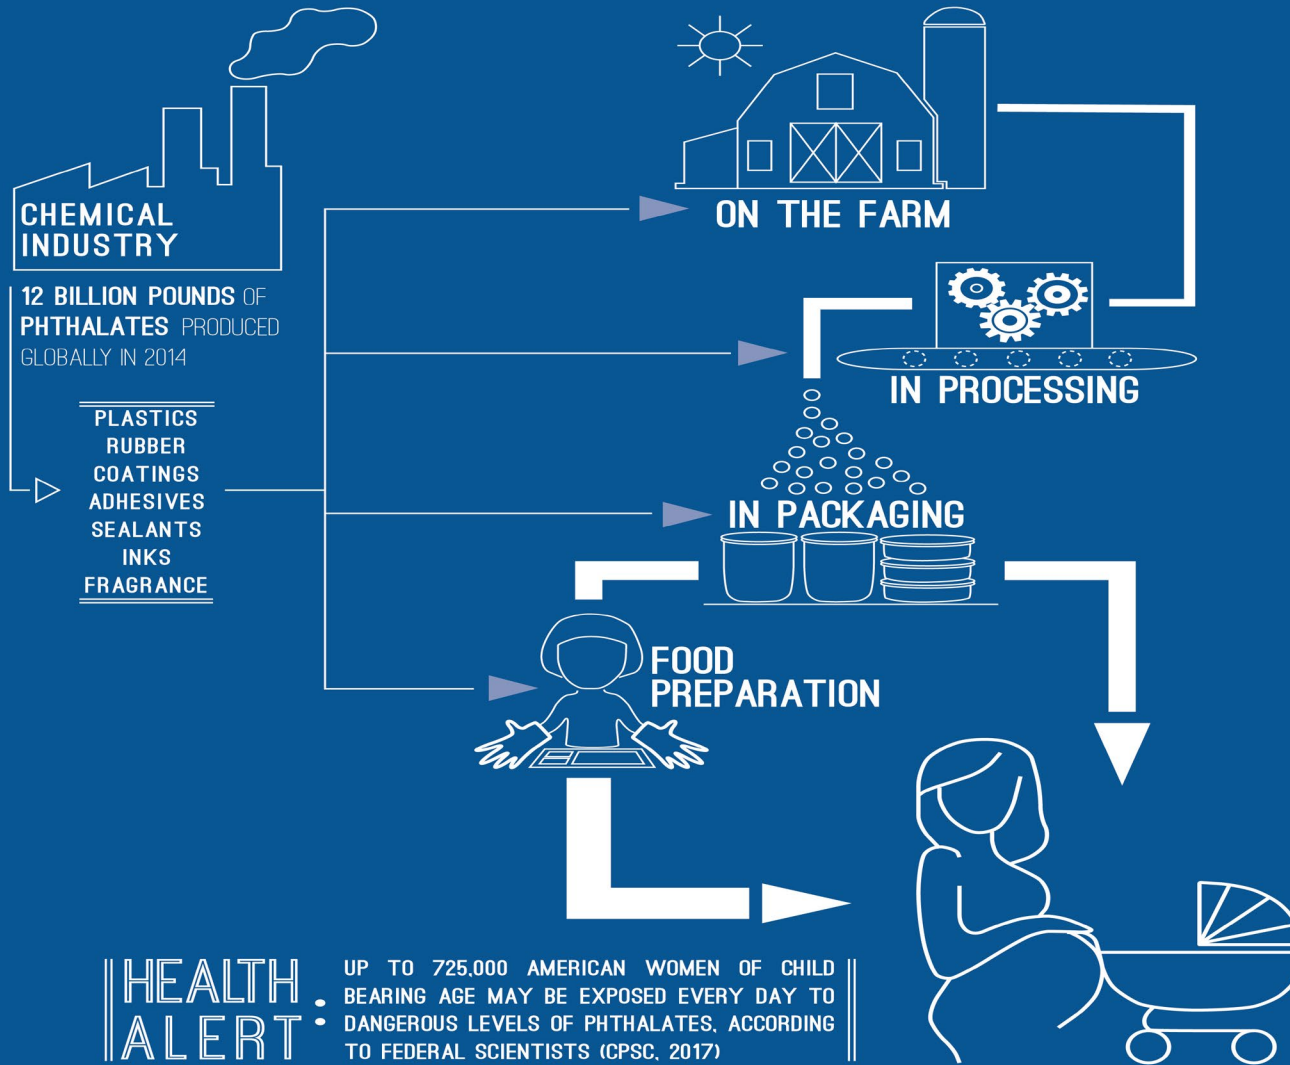 CHEMICAL
INDUSTRY
12 BILLION POUNDS OF
PHTHALATES PRODUCED
GLOBALLY IN 2014
PLASTICS
RUBBER
COATINGS
ADHESIVES
SEALANTS
INKS
FRAGRANCE
ON THE FARM
IN PROCESSING
IN PACKAGING
FOOD
PREPARATION
HEALTH
ALERT :
UP TO 725,000 AMERICAN WOMEN OF CHILD
BEARING AGE MAY BE EXPOSED EVERY DAY TO
DANGEROUS LEVELS OF PHTHALATES, ACCORDING
TO FEDERAL SCIENTISTS (CPSC, 2017)